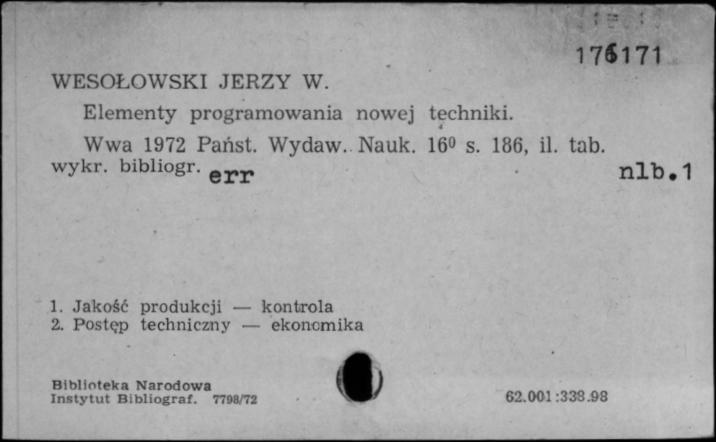 176171
WESOŁOWSKI JERZY W.
Elementy programowania nowej techniki.
Wwa 1972 Państ. Wydaw. Nauk. 16⁰ s. 186, il. tab.
wykr. bibliogr. err nlb.1
1. Jakość produkcji — kontrola
2. Postęp techniczny — ekonomika
Biblioteka Narodowa
Instytut Bibliograf. 7798/72
62.001:338.98